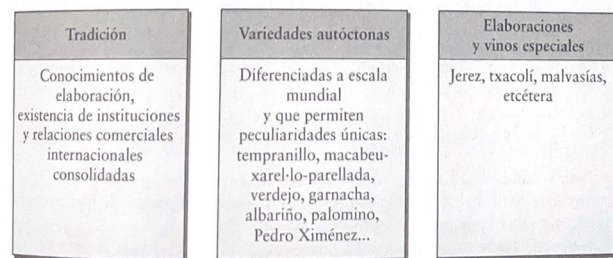 Tradición
Conocimientos de
elaboración,
existencia de instituciones
y relaciones comerciales
internacionales
consolidadas
Variedades autóctonas
Diferenciadas a escala
mundial
y que permiten
peculiaridades únicas:
tempranillo, macabeu-
xarel·lo-parellada,
verdejo, garnacha,
albariño, palomino,
Pedro Ximénez...
Elaboraciones
y vinos especiales
Jerez, txacolí, malvasías,
etcétera